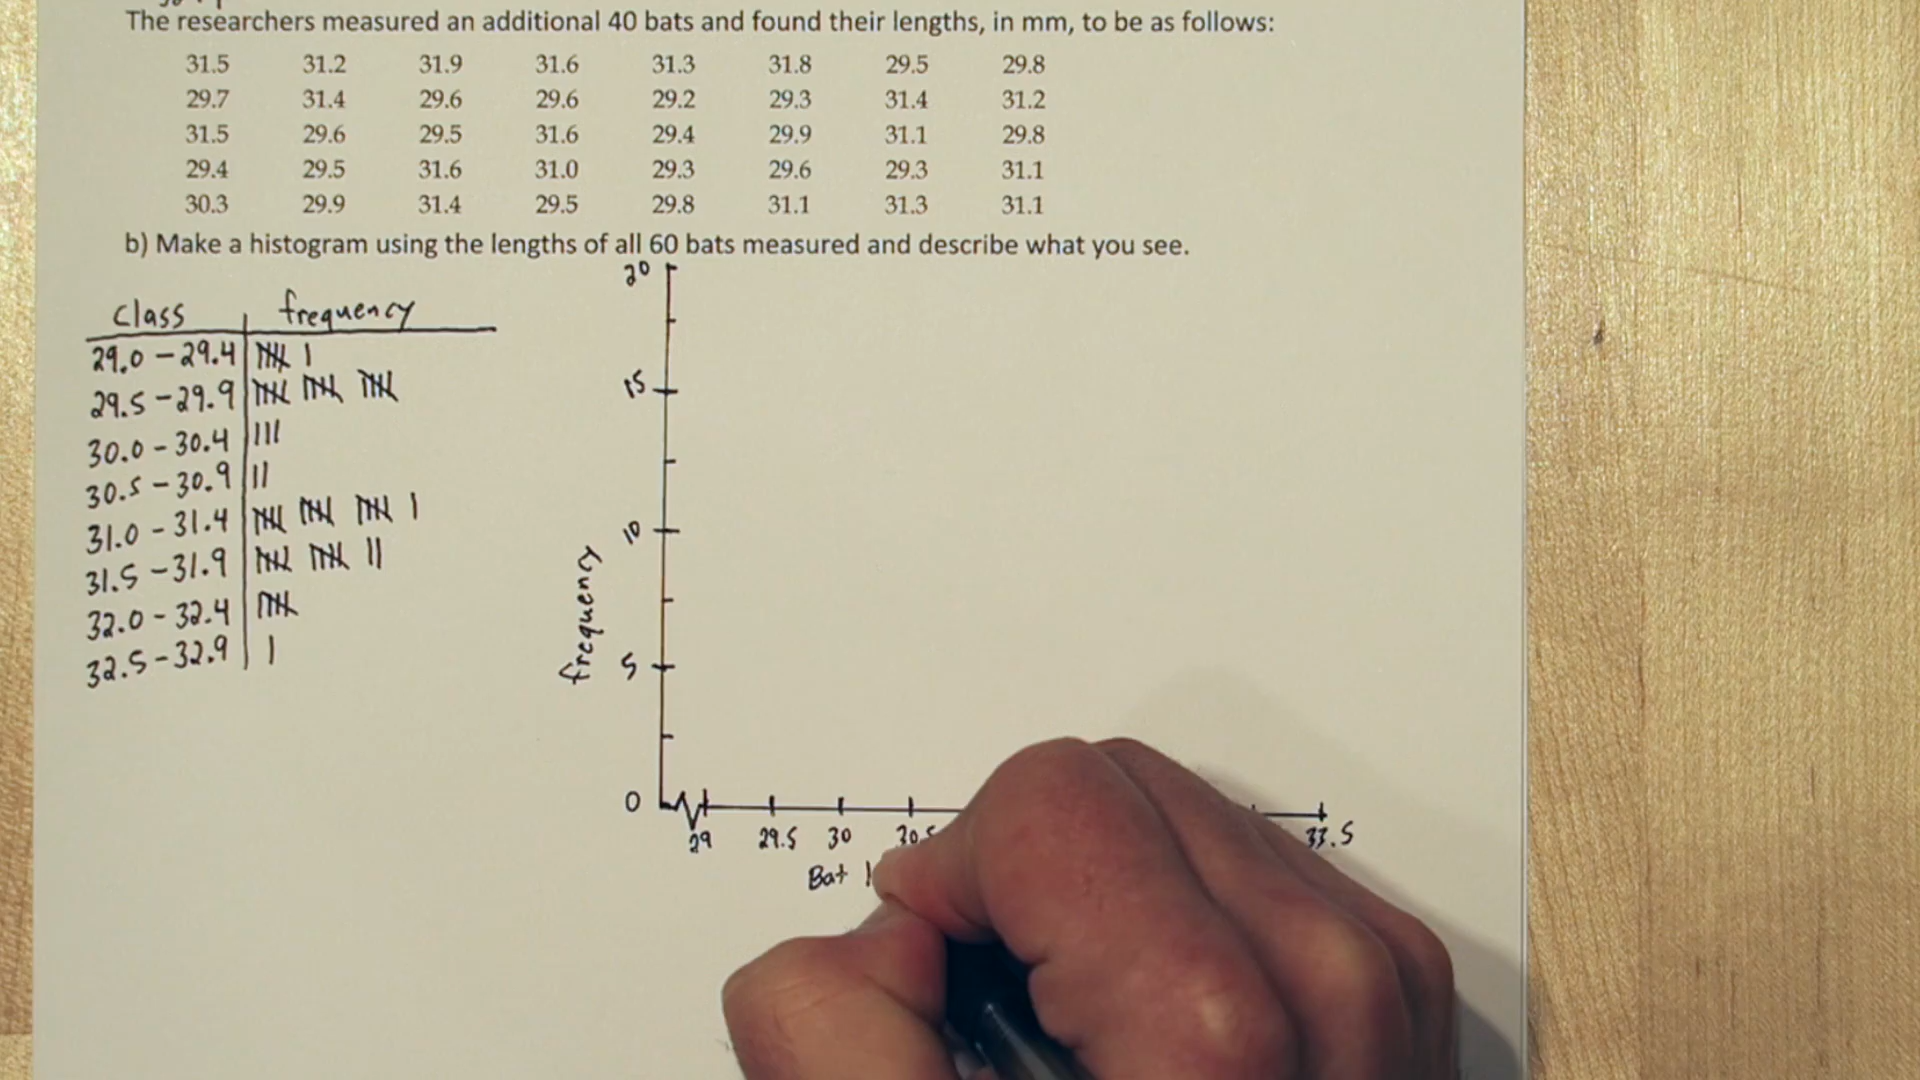 The researchers measured an additional 40 bats and found their lengths, in mm, to be as follows:
31.5 31.2 31.9 31.6 31.3 31.8 29.5 29.8
29.7 31.4 29.6 29.6 29.2 29.3 31.4 31.2
31.5 29.6 29.5 31.6 29.4 29.9 31.1 29.8
29.4 29.5 31.6 31.0 29.3 29.6 29.3 31.1
30.3 29.9 31.4 29.5 29.8 31.1 31.3 31.1
b) Make a histogram using the lengths of all 60 bats measured and describe what you see.
class frequency
29.0 - 29.4
29.5 - 29.9
30.0 - 30.4
30.5 - 30.9
31.0 - 31.4
31.5 - 31.9
32.0 - 32.4
32.5 - 32.9
20
15
10
5
0
frequency
29 29.5 30 30.5 33.5
Bat